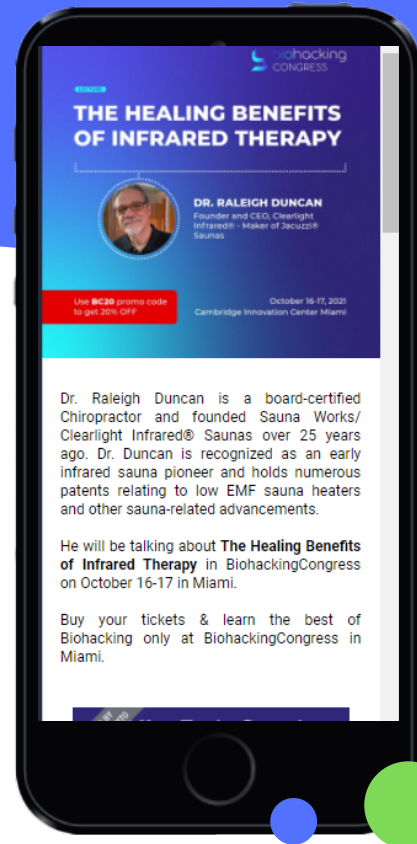 biohacking
CONGRESS
LECTURE
THE HEALING BENEFITS
OF INFRARED THERAPY
DR. RALEIGH DUNCAN
Founder and CEO, Clearlight
Infrared® - Maker of Jacuzzi®
Saunas
Use BC20 promo code
to get 20% OFF
October 16-17, 2021
Cambridge Innovation Center Miami
Dr. Raleigh Duncan is a board-certified
Chiropractor and founded Sauna Works/
Clearlight Infrared® Saunas over 25 years
ago. Dr. Duncan is recognized as an early
infrared sauna pioneer and holds numerous
patents relating to low EMF sauna heaters
and other sauna-related advancements.
He will be talking about The Healing Benefits
of Infrared Therapy in BiohackingCongress
on October 16-17 in Miami.
Buy your tickets & learn the best of
Biohacking only at BiohackingCongress in
Miami.
BY